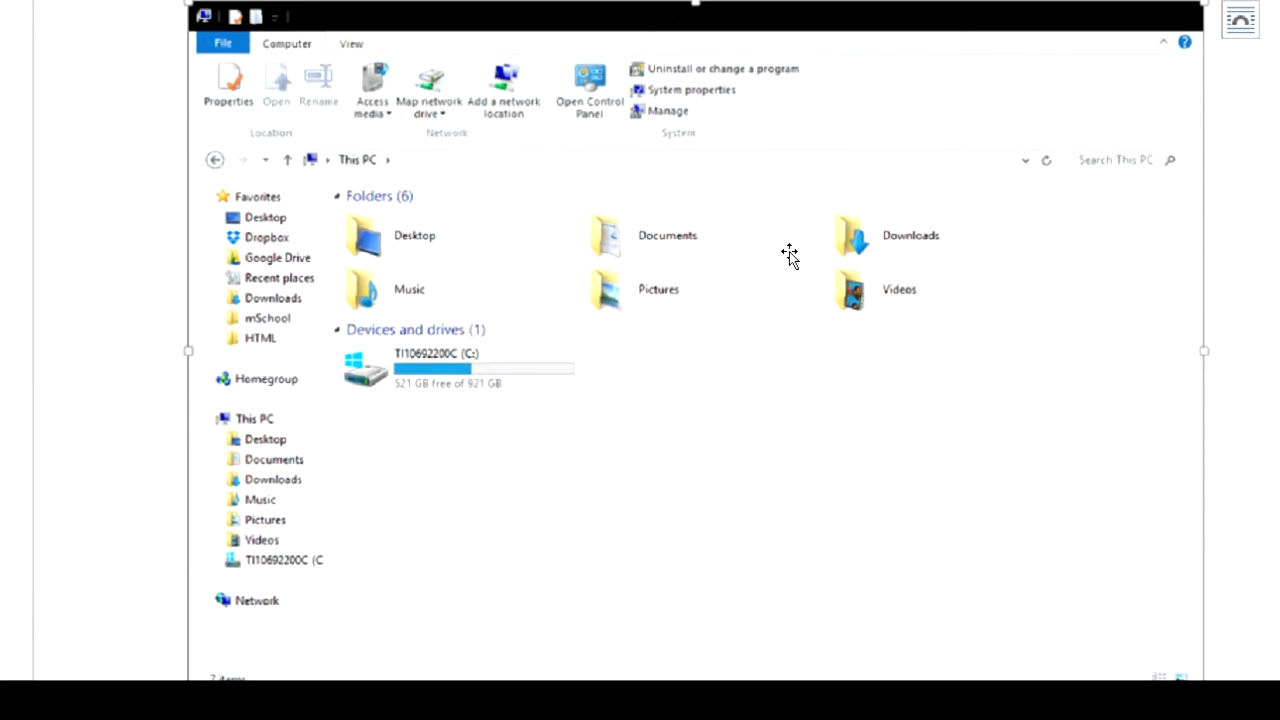 File Computer View
Uninstall or change a program
Properties Open Rename Access media Map network drive Add a network location Open Control Panel
System properties
Manage
Location Network System
This PC Search This PC
Favorites
Desktop
Dropbox
Google Drive
Recent places
Downloads
mSchool
HTML
Homegroup
This PC
Desktop
Documents
Downloads
Music
Pictures
Videos
TI10692200C (C
Network
Folders (6)
Desktop Documents Downloads
Music Pictures Videos
Devices and drives (1)
TI10692200C (C:)
521 GB free of 921 GB